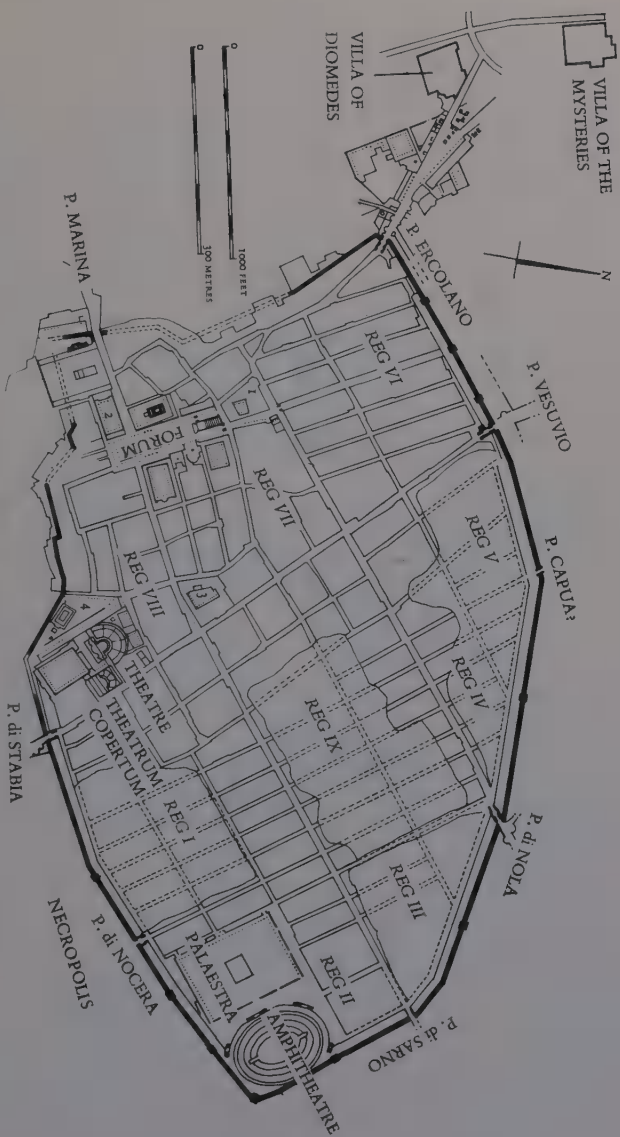 VILLA OF THE
MYSTERIES
VILLA OF
DIOMEDES
N
P. ERCOLANO
P. VESUVIO
P. CAPUA?
0
1000 FEET
0
300 METRES
P. MARINA
REG VI
REG V
REG IV
P. di NOLA
1
2
FORUM
REG VII
3
REG VIII
4
THEATRE
THEATRUM
COPERTUM
REG IX
REG III
REG I
REG II
P. di STABIA
PALAESTRA
AMPHITHEATRE
P. di SARNO
P. di NOCERA
NECROPOLIS